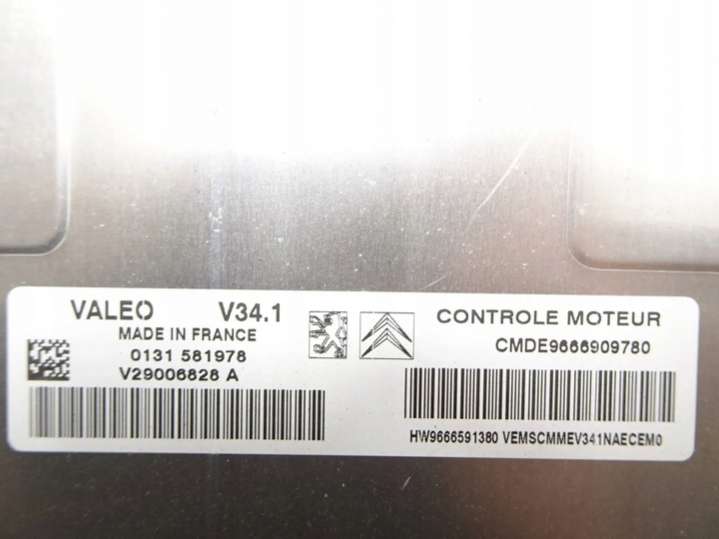 VALEO V34.1
MADE IN FRANCE
0131 581978
V29006828 A
CONTROLE MOTEUR
CMDE9666909780
HW9666591380 VEMSCMMEV341NAECEM0